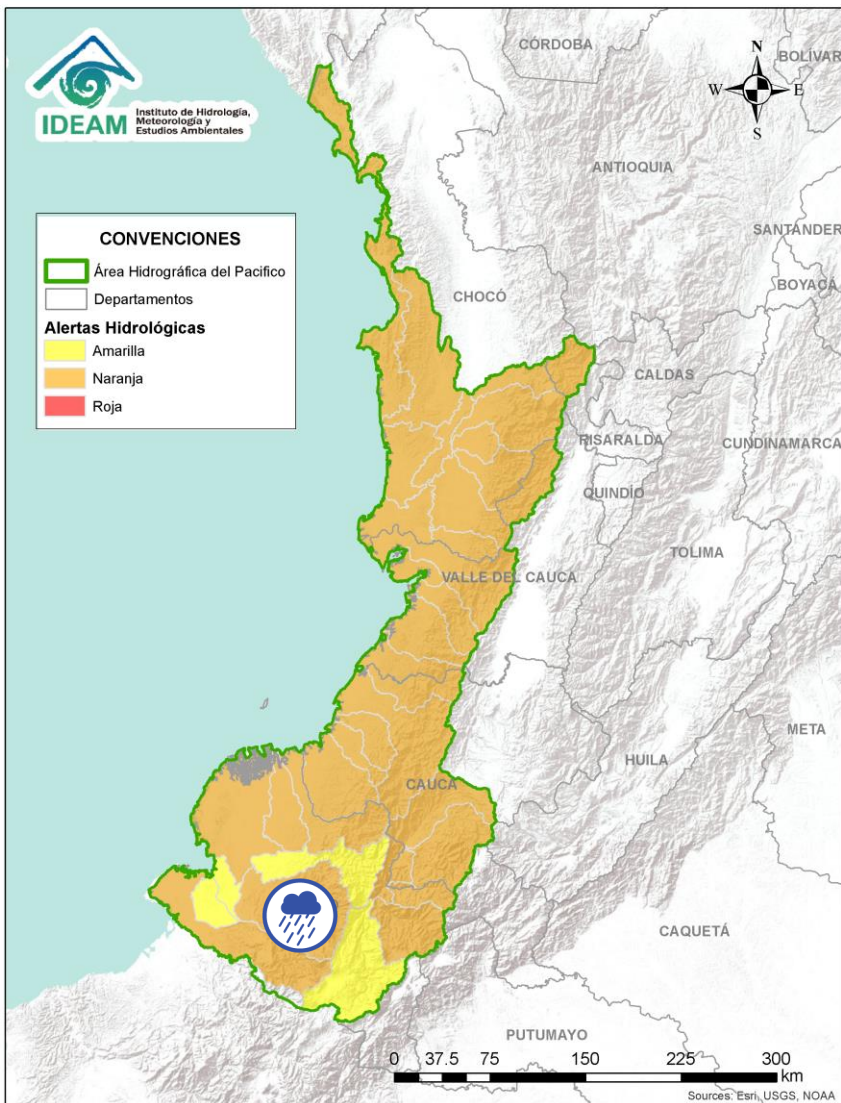 IDEAM
Instituto de Hidrología,
Meteorología y
Estudios Ambientales
CÓRDOBA
BOLÍVAR
N
W
E
S
ANTIOQUIA
SANTANDER
BOYACÁ
CONVENCIONES
Área Hidrográfica del Pacifico
Departamentos
Alertas Hidrológicas
Amarilla
Naranja
Roja
CHOCÓ
CALDAS
RISARALDA
CUNDINAMARCA
QUINDÍO
TOLIMA
VALLE DEL CAUCA
META
HUILA
CAUCA
CAQUETÁ
PUTUMAYO
0 37.5 75 150 225 300
km
Sources: Esri, USGS, NOAA